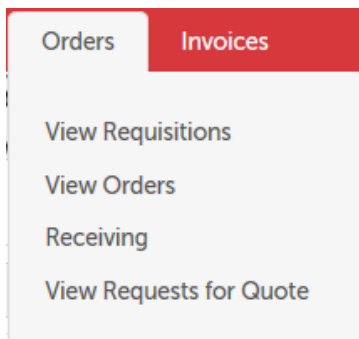 Orders Invoices
View Requisitions
View Orders
Receiving
View Requests for Quote